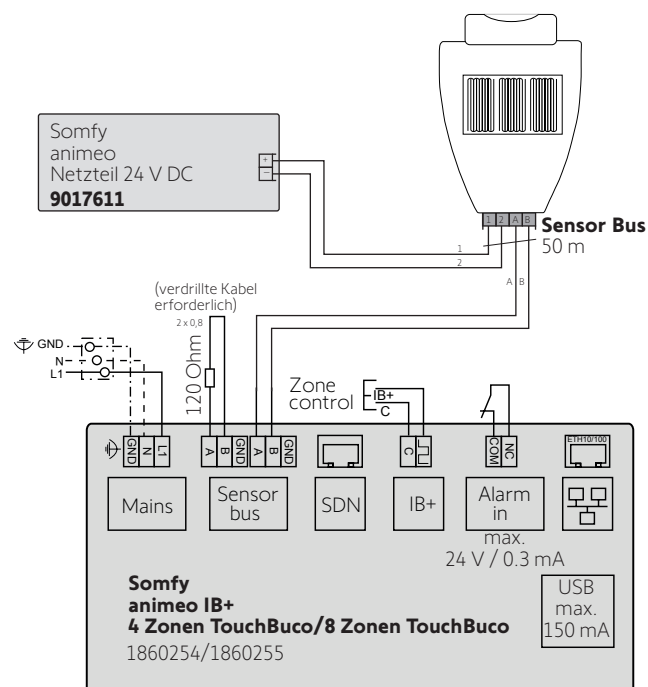 Somfy
animeo
Netzteil 24 V DC
9017611
+
–
1 2 A B
Sensor Bus
50 m
1
2
A B
(verdrillte Kabel
erforderlich)
2 x 0,8
120 Ohm
GND
N
L1
Zone
control
IB+
C
GND N L1
A B GND A B GND
C
COM NC
ETH10/100
Mains
Sensor
bus
SDN
IB+
Alarm
in
max.
24 V / 0.3 mA
Somfy
animeo IB+
4 Zonen TouchBuco/8 Zonen TouchBuco
1860254/1860255
USB
max.
150 mA